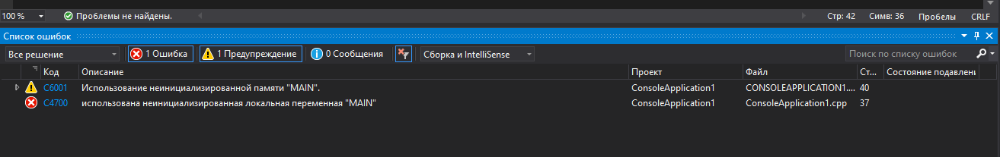 100 % Проблемы не найдены. Стр: 42 Симв: 36 Пробелы CRLF
Список ошибок
Все решение 1 Ошибка 1 Предупреждение 0 Сообщения Сборка и IntelliSense Поиск по списку ошибок
Код Описание Проект Файл Ст... Состояние подавлени
C6001 Использование неинициализированной памяти "MAIN". ConsoleApplication1 CONSOLEAPPLICATION1.... 40
C4700 использована неинициализированная локальная переменная "MAIN" ConsoleApplication1 ConsoleApplication1.cpp 37